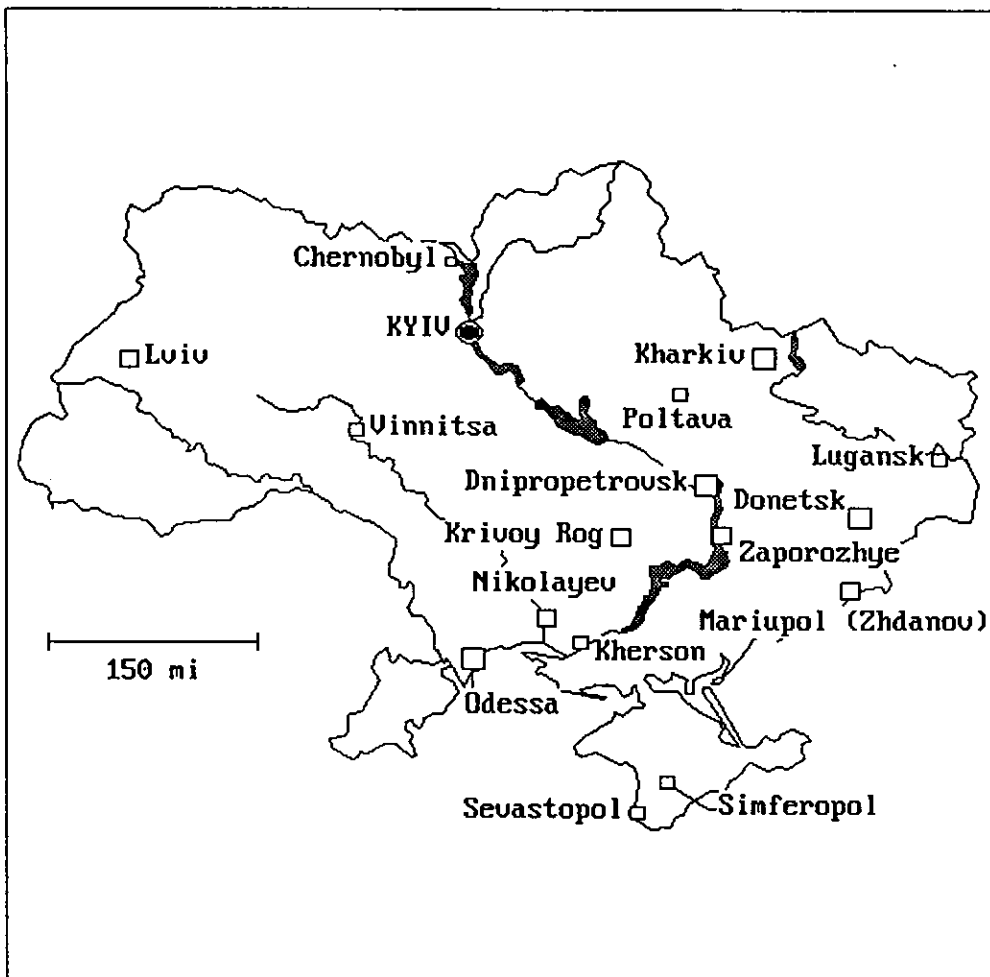 Chernobyl
KYIV
Lviv
Kharkiv
Poltava
Vinnitsa
Lugansk
Dnipropetrovsk
Donetsk
Krivoy Rog
Zaporozhye
Nikolayev
Mariupol (Zhdanov)
150 mi
Kherson
Odessa
Sevastopol
Simferopol